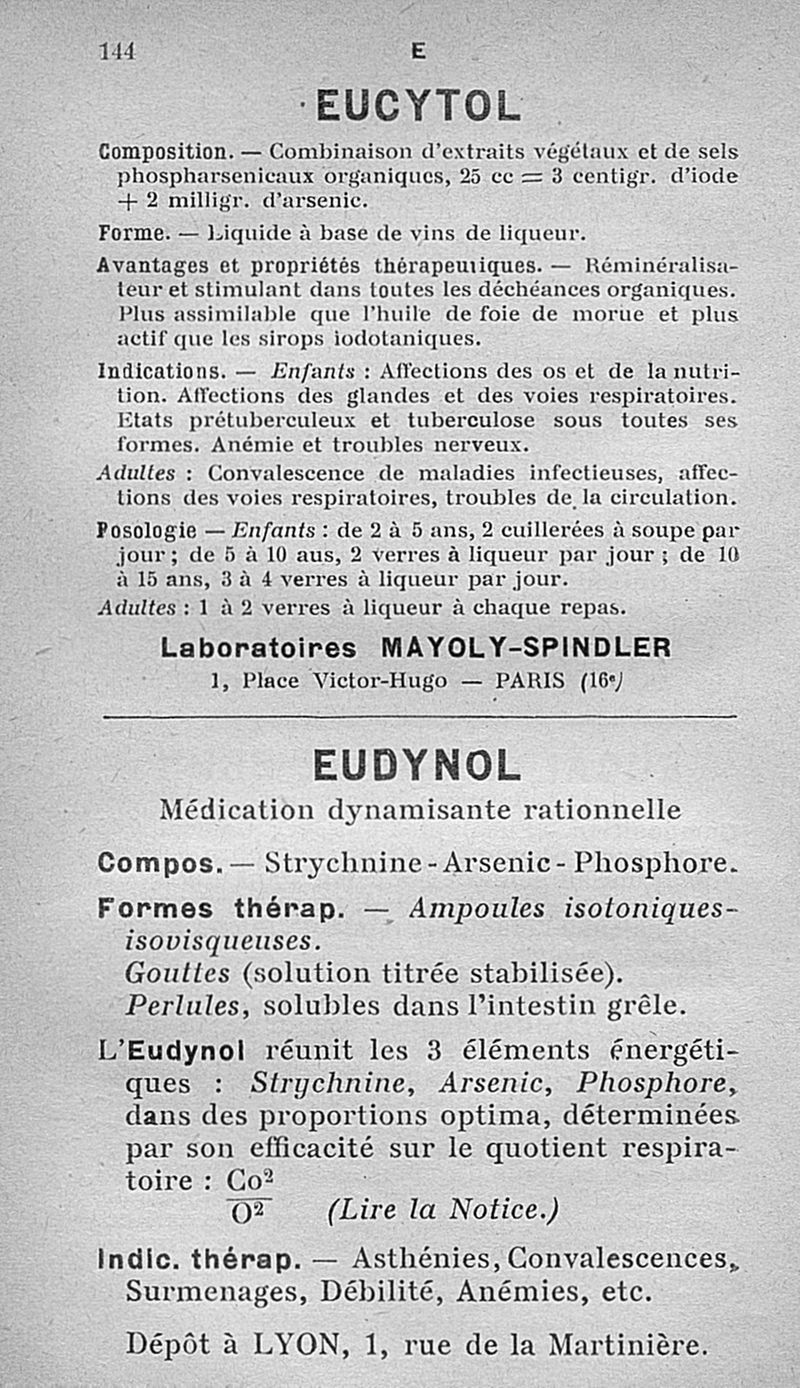 144
E
EUCYTOL
Composition. — Combinaison d'extraits végétaux et de sels
phospharsenicaux organiques, 25 cc = 3 centigr. d'iode
+ 2 milligr. d'arsenic.
Forme. — Liquide à base de vins de liqueur.
Avantages et propriétés thérapeutiques. — Réminéralisa-
teur et stimulant dans toutes les déchéances organiques.
Plus assimilable que l'huile de foie de morue et plus
actif que les sirops iodotaniques.
Indications. — Enfants : Affections des os et de la nutri-
tion. Affections des glandes et des voies respiratoires.
Etats prétuberculeux et tuberculose sous toutes ses
formes. Anémie et troubles nerveux.
Adultes : Convalescence de maladies infectieuses, affec-
tions des voies respiratoires, troubles de la circulation.
Posologie — Enfants : de 2 à 5 ans, 2 cuillerées à soupe par
jour ; de 5 à 10 aus, 2 verres à liqueur par jour ; de 10
à 15 ans, 3 à 4 verres à liqueur par jour.
Adultes : 1 à 2 verres à liqueur à chaque repas.
Laboratoires MAYOLY-SPINDLER
1, Place Victor-Hugo — PARIS (16e)
EUDYNOL
Médication dynamisante rationnelle
Compos. — Strychnine - Arsenic - Phosphore.
Formes thérap. — Ampoules isotoniques-
isovisqueuses.
Gouttes (solution titrée stabilisée).
Perlules, solubles dans l'intestin grêle.
L'Eudynol réunit les 3 éléments énergéti-
ques : Strychnine, Arsenic, Phosphore,
dans des proportions optima, déterminées
par son efficacité sur le quotient respira-
toire : Co²
O² (Lire la Notice.)
Indic. thérap. — Asthénies, Convalescences,
Surmenages, Débilité, Anémies, etc.
Dépôt à LYON, 1, rue de la Martinière.